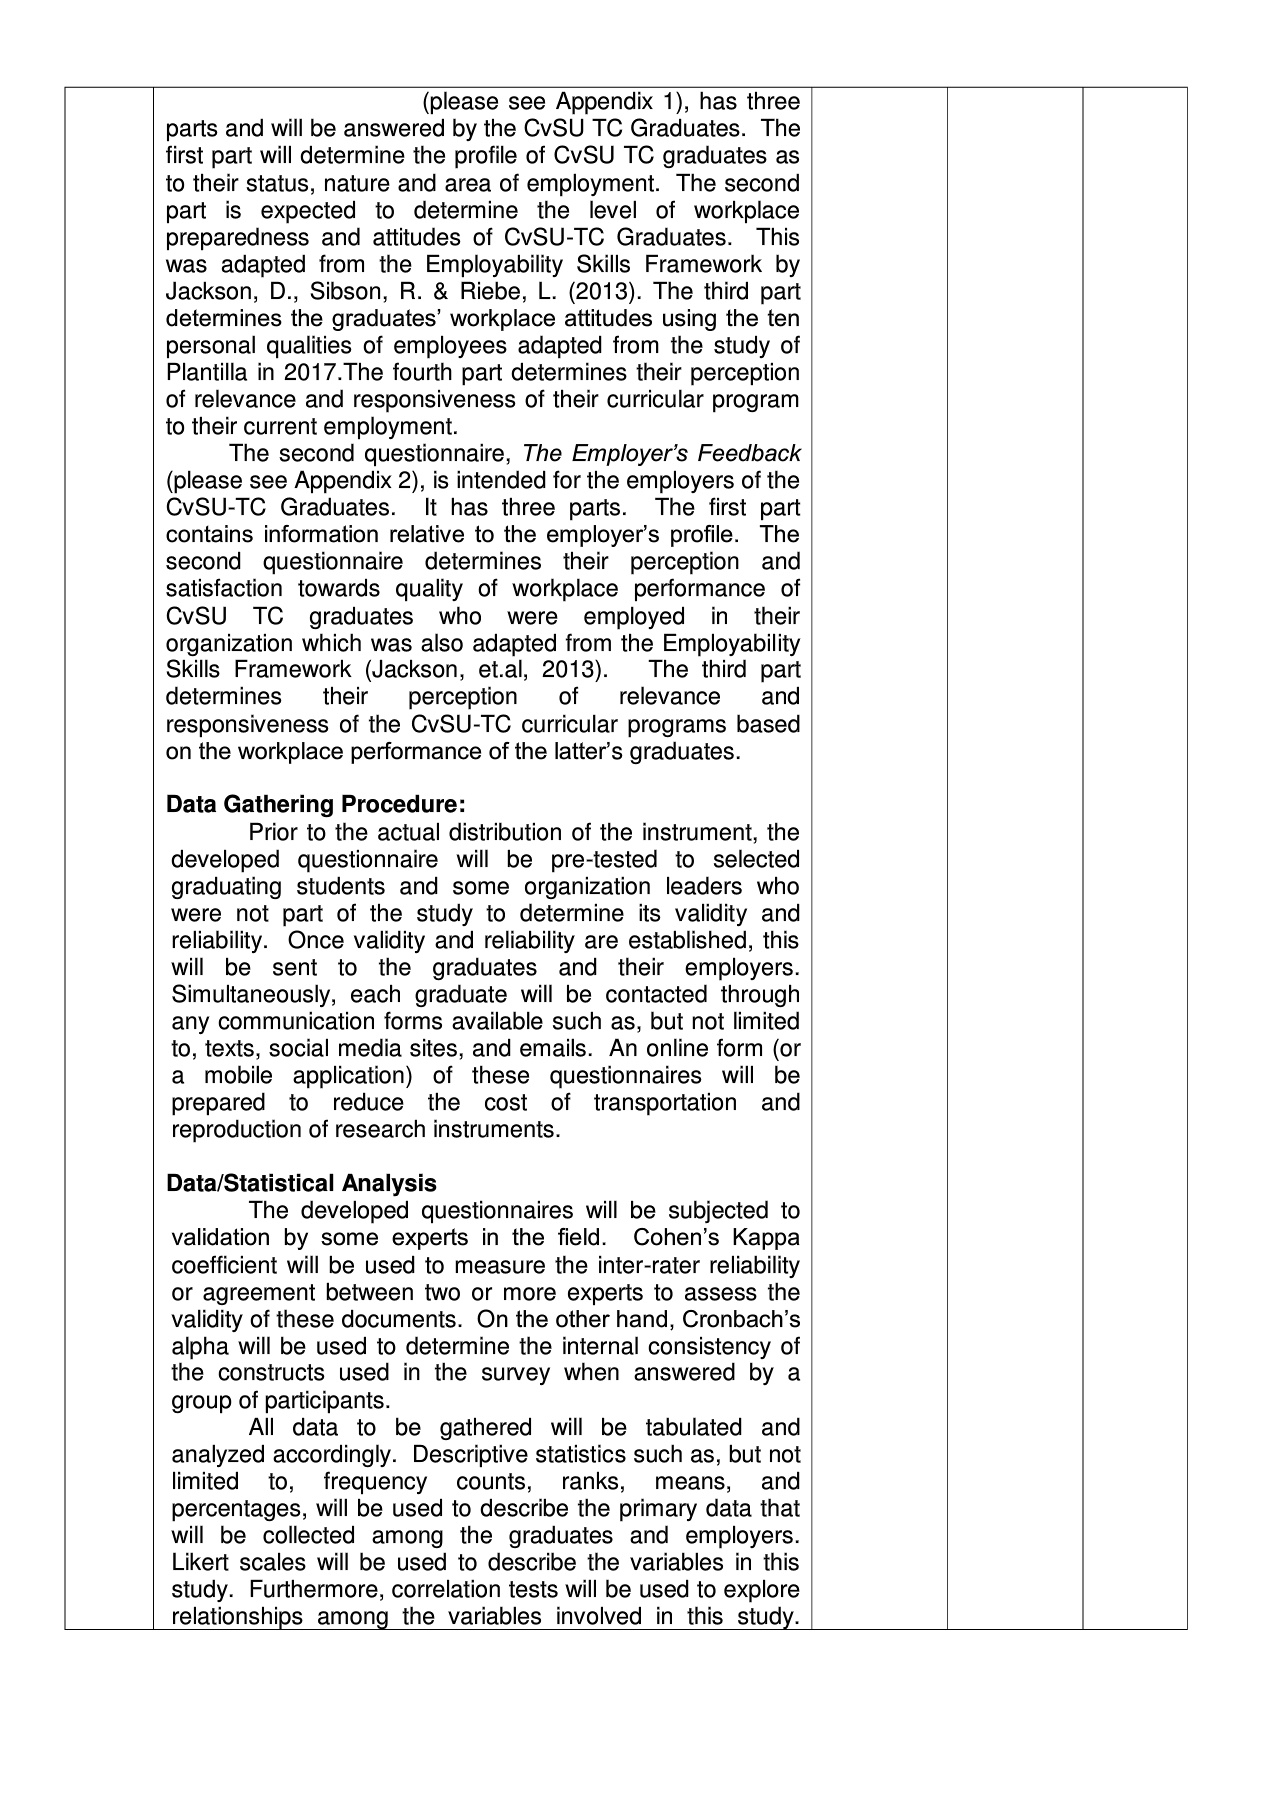 (please see Appendix 1), has three
parts and will be answered by the CvSU TC Graduates.  The
first part will determine the profile of CvSU TC graduates as
to their status, nature and area of employment.  The second
part is expected to determine the level of workplace
preparedness and attitudes of CvSU-TC Graduates.  This
was adapted from the Employability Skills Framework by
Jackson, D., Sibson, R. & Riebe, L. (2013). The third part
determines the graduates’ workplace attitudes using the ten
personal qualities of employees adapted from the study of
Plantilla in 2017.The fourth part determines their perception
of relevance and responsiveness of their curricular program
to their current employment.
The second questionnaire, The Employer’s Feedback
(please see Appendix 2), is intended for the employers of the
CvSU-TC Graduates.  It has three parts.  The first part
contains information relative to the employer’s profile.  The
second questionnaire determines their perception and
satisfaction towards quality of workplace performance of
CvSU TC graduates who were employed in their
organization which was also adapted from the Employability
Skills Framework (Jackson, et.al, 2013).  The third part
determines their perception of relevance and
responsiveness of the CvSU-TC curricular programs based
on the workplace performance of the latter’s graduates.
Data Gathering Procedure:
Prior to the actual distribution of the instrument, the
developed questionnaire will be pre-tested to selected
graduating students and some organization leaders who
were not part of the study to determine its validity and
reliability.  Once validity and reliability are established, this
will be sent to the graduates and their employers.
Simultaneously, each graduate will be contacted through
any communication forms available such as, but not limited
to, texts, social media sites, and emails.  An online form (or
a mobile application) of these questionnaires will be
prepared to reduce the cost of transportation and
reproduction of research instruments.
Data/Statistical Analysis
The developed questionnaires will be subjected to
validation by some experts in the field.  Cohen’s Kappa
coefficient will be used to measure the inter-rater reliability
or agreement between two or more experts to assess the
validity of these documents.  On the other hand, Cronbach’s
alpha will be used to determine the internal consistency of
the constructs used in the survey when answered by a
group of participants.
All data to be gathered will be tabulated and
analyzed accordingly.  Descriptive statistics such as, but not
limited to, frequency counts, ranks, means, and
percentages, will be used to describe the primary data that
will be collected among the graduates and employers.
Likert scales will be used to describe the variables in this
study.  Furthermore, correlation tests will be used to explore
relationships among the variables involved in this study.